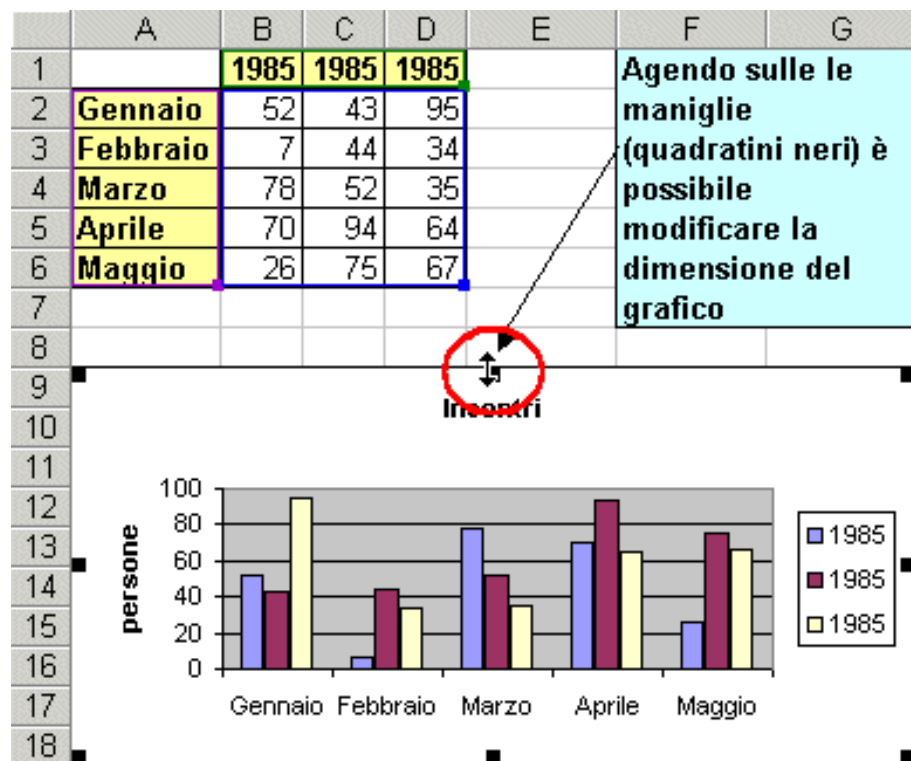 A B C D E F G
1 1985 1985 1985 Agendo sulle le
2 Gennaio 52 43 95 maniglie
3 Febbraio 7 44 34 (quadratini neri) è
4 Marzo 78 52 35 possibile
5 Aprile 70 94 64 modificare la
6 Maggio 26 75 67 dimensione del
7 grafico
8
9
10 Incontri
11
12
13
14
15
16
17
18
persone
100
80
60
40
20
0
Gennaio Febbraio Marzo Aprile Maggio
1985
1985
1985